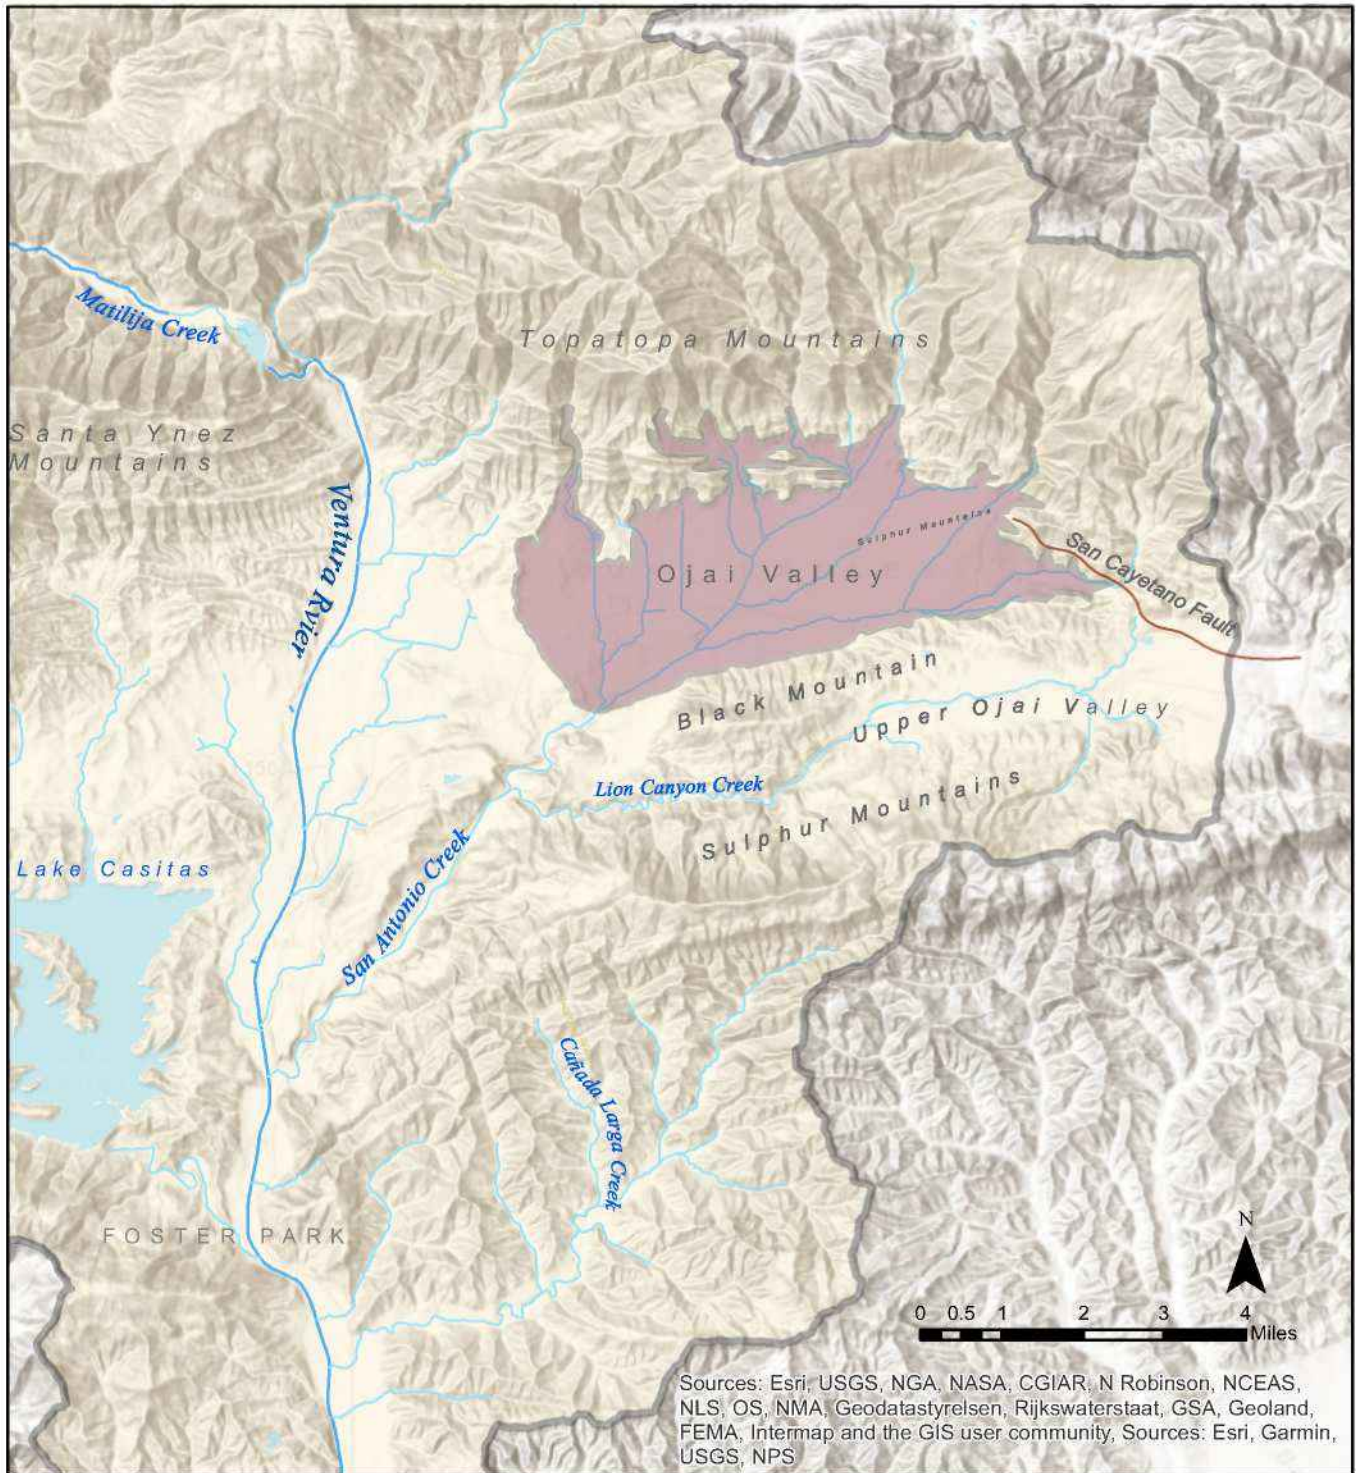 Matilija Creek
Topatopa Mountains
Santa Ynez
Mountains
Ventura Rvier
Sulphur Mountains
San Cayetano Fault
Ojai Valley
Black Mountain
Upper Ojai Valley
Lion Canyon Creek
Sulphur Mountains
San Antonio Creek
Lake Casitas
Cañada Larga Creek
FOSTER PARK
N
0 0.5 1 2 3 4
Miles
Sources: Esri, USGS, NGA, NASA, CGIAR, N Robinson, NCEAS,
NLS, OS, NMA, Geodatastyrelsen, Rijkswaterstaat, GSA, Geoland,
FEMA, Intermap and the GIS user community, Sources: Esri, Garmin,
USGS, NPS